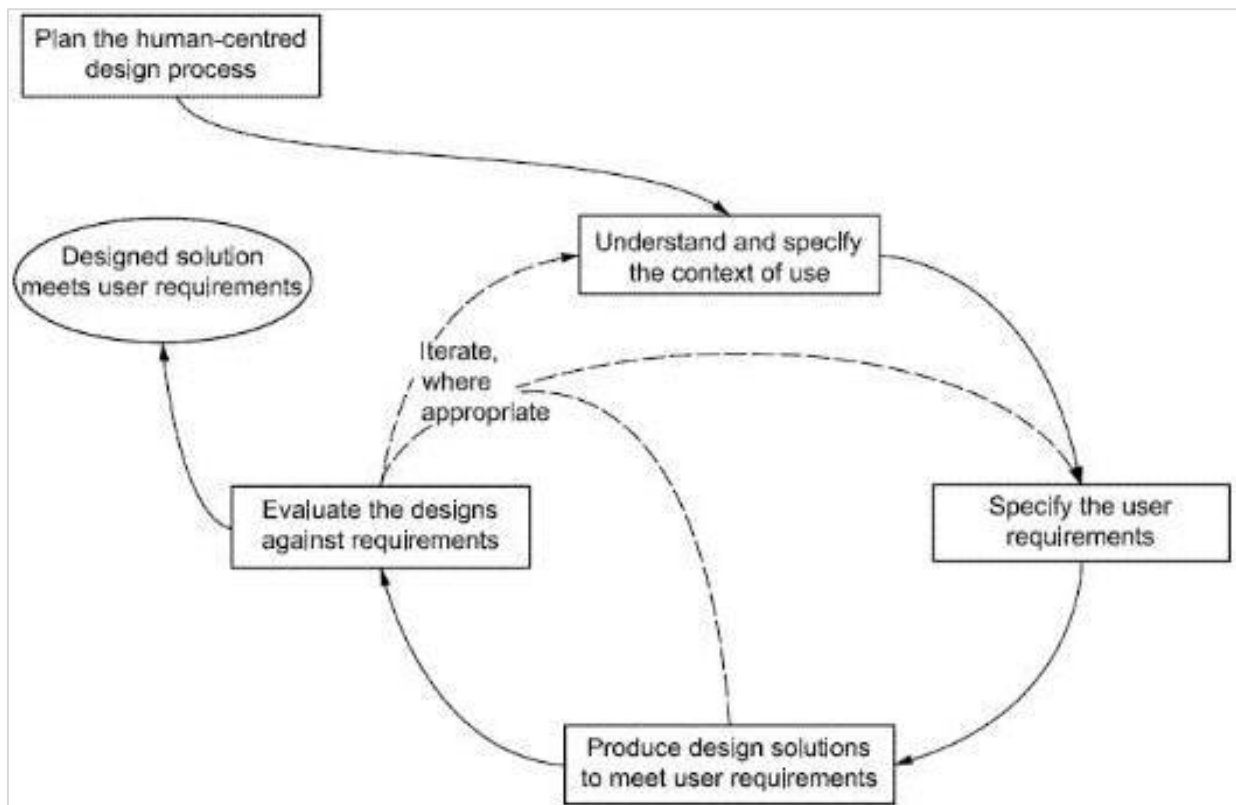 Plan the human-centred
design process
Understand and specify
the context of use
Designed solution
meets user requirements
Iterate,
where
appropriate
Evaluate the designs
against requirements
Specify the user
requirements
Produce design solutions
to meet user requirements